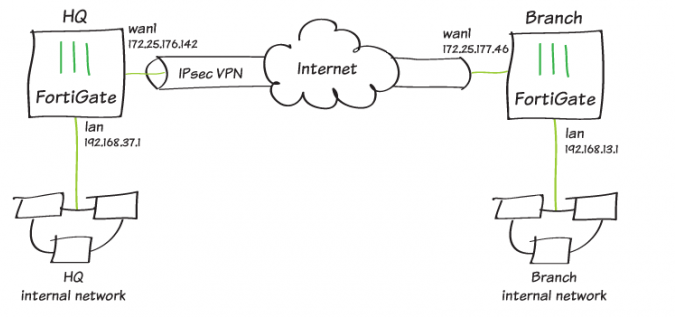 HQ
wan1
172.25.176.142
FortiGate
IPsec VPN
Internet
Branch
wan1
172.25.177.46
FortiGate
lan
192.168.37.1
lan
192.168.13.1
HQ
internal network
Branch
internal network